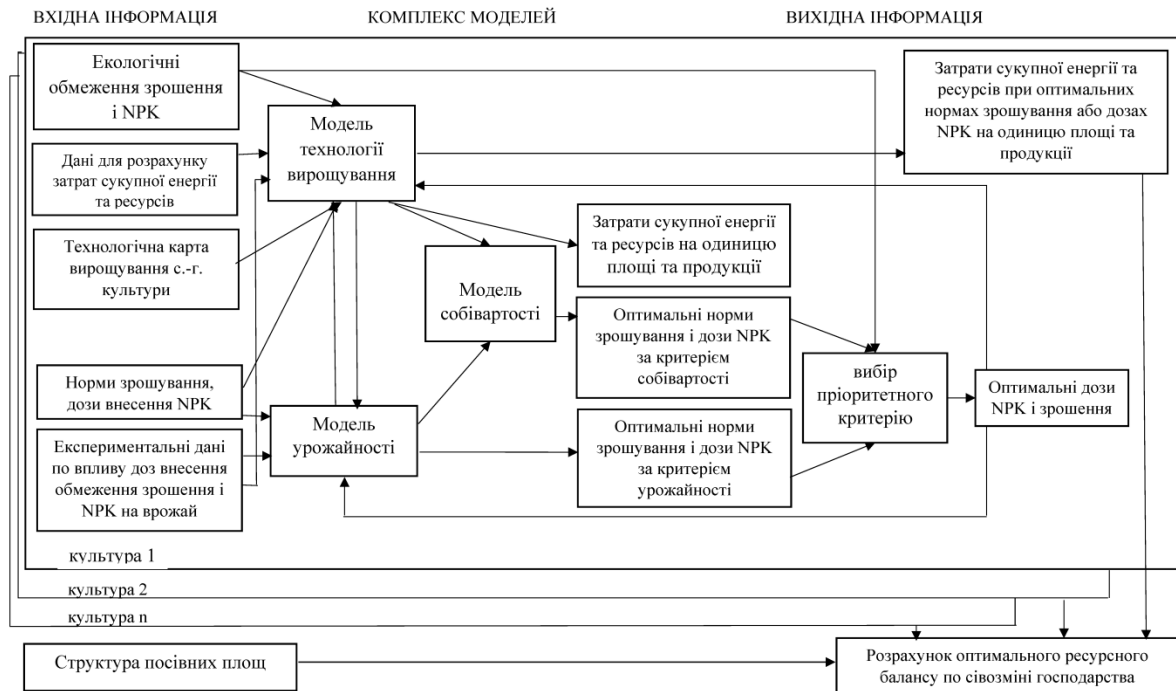 ВХІДНА ІНФОРМАЦІЯ
КОМПЛЕКС МОДЕЛЕЙ
ВИХІДНА ІНФОРМАЦІЯ
Екологічні
обмеження зрошення
і NPK
Дані для розрахунку
затрат сукупної енергії
та ресурсів
Технологічна карта
вирощування с.-г.
культури
Норми зрошування,
дози внесення NPK
Експериментальні дані
по впливу доз внесення
обмеження зрошення і
NPK на врожай
Модель
технології
вирощування
Модель
собівартості
Модель
урожайності
Затрати сукупної енергії
та ресурсів на одиницю
площі та продукції
Оптимальні норми
зрошування і дози NPK
за критерієм
собівартості
Оптимальні норми
зрошування і дози NPK
за критерієм
урожайності
вибір
пріоритетного
критерію
Затрати сукупної енергії та
ресурсів при оптимальних
нормах зрошування або дозах
NPK на одиницю площі та
продукції
Оптимальні дози
NPK і зрошення
культура 1
культура 2
культура n
Структура посівних площ
Розрахунок оптимального ресурсного
балансу по сівозміні господарства